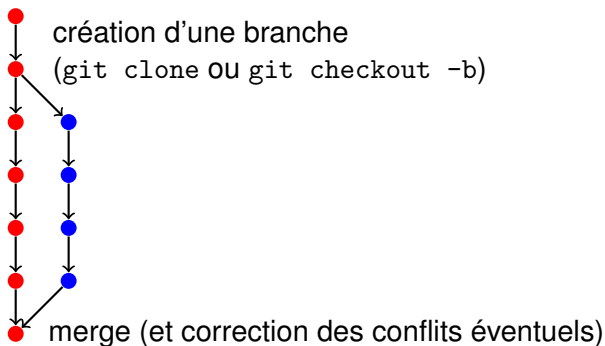 création d'une branche
(git clone ou git checkout -b)
merge (et correction des conflits éventuels)